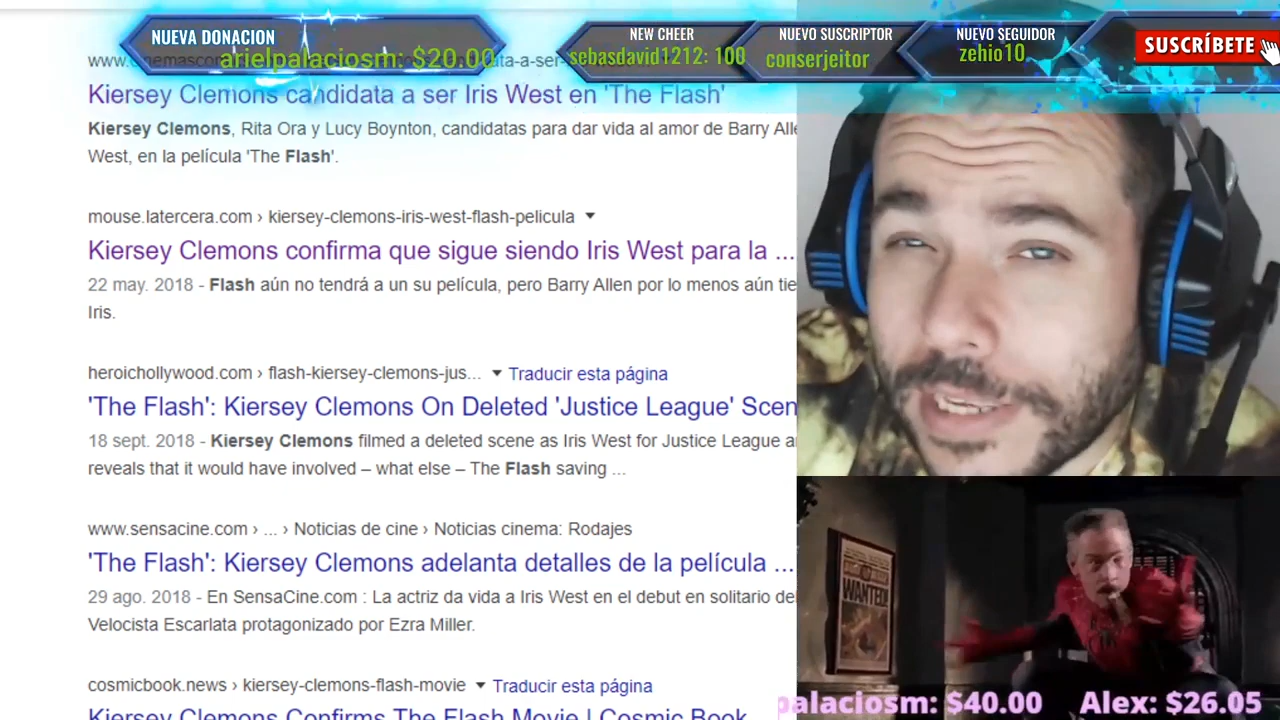 NUEVA DONACION
arielpalaciosm: $20.00
NEW CHEER
sebasdavid1212: 100
NUEVO SUSCRIPTOR
conserjeitor
NUEVO SEGUIDOR
zehio10
SUSCRÍBETE
Kiersey Clemons candidata a ser Iris West en 'The Flash'
Kiersey Clemons, Rita Ora y Lucy Boynton, candidatas para dar vida al amor de Barry
West, en la película 'The Flash'.
mouse.latercera.com › kiersey-clemons-iris-west-flash-pelicula
Kiersey Clemons confirma que sigue siendo Iris West para la ...
22 may. 2018 - Flash aún no tendrá a un su película, pero Barry Allen por lo menos aún
Iris.
heroichollywood.com › flash-kiersey-clemons-jus... Traducir esta página
'The Flash': Kiersey Clemons On Deleted 'Justice League' Scen
18 sept. 2018 - Kiersey Clemons filmed a deleted scene as Iris West for Justice League
reveals that it would have involved – what else – The Flash saving ...
www.sensacine.com › ... › Noticias de cine › Noticias cinema: Rodajes
'The Flash': Kiersey Clemons adelanta detalles de la película ...
29 ago. 2018 - En SensaCine.com : La actriz da vida a Iris West en el debut en solitario del
Velocista Escarlata protagonizado por Ezra Miller.
cosmicbook.news › kiersey-clemons-flash-movie Traducir esta página
Kiersey Clemons Confirms The Flash Movie | Cosmic Book
WANTED!
palaciosm: $40.00 Alex: $26.05